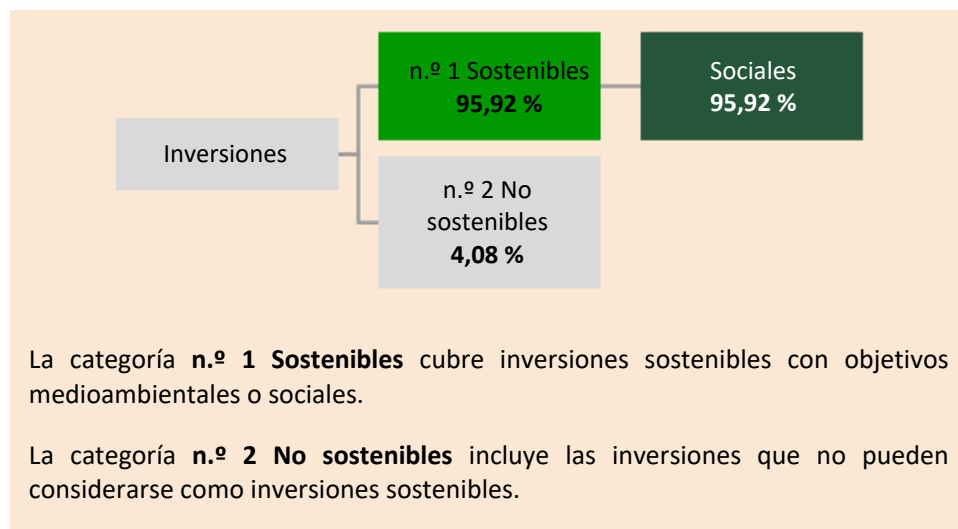 n.º 1 Sostenibles
95,92 %
Sociales
95,92 %
Inversiones
n.º 2 No
sostenibles
4,08 %
La categoría n.º 1 Sostenibles cubre inversiones sostenibles con objetivos
medioambientales o sociales.
La categoría n.º 2 No sostenibles incluye las inversiones que no pueden
considerarse como inversiones sostenibles.